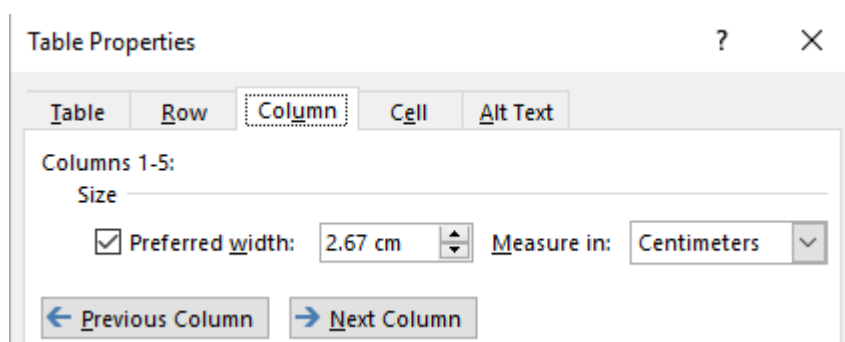 Table Properties ?
Table Row Column Cell Alt Text
Columns 1-5:
Size
Preferred width: 2.67 cm Measure in: Centimeters
Previous Column Next Column